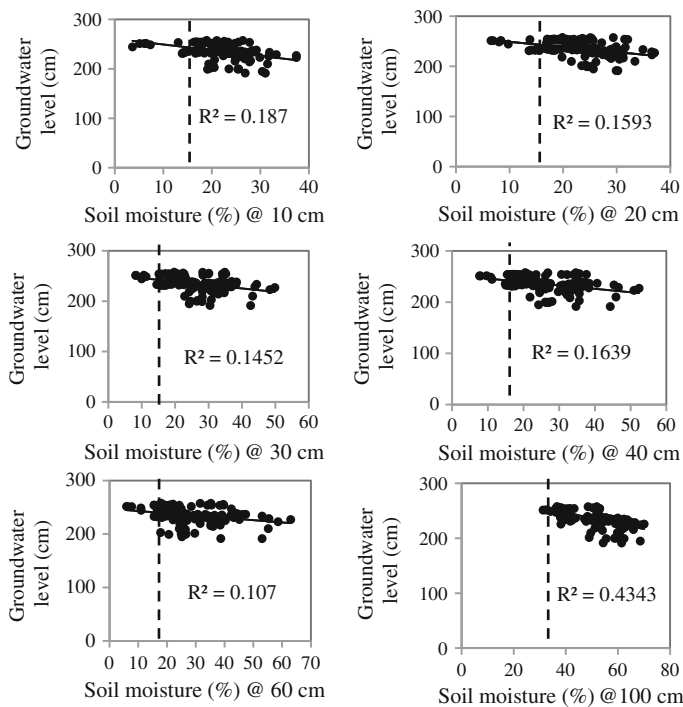 300
200
100
0
Groundwater
level (cm)
R² = 0.187
0 10 20 30 40
Soil moisture (%) @ 10 cm
300
200
100
0
Groundwater
level (cm)
R² = 0.1593
0 10 20 30 40
Soil moisture (%) @ 20 cm
300
200
100
0
Groundwater
level (cm)
R² = 0.1452
0 10 20 30 40 50 60
Soil moisture (%) @ 30 cm
300
200
100
0
Groundwater
level (cm)
R² = 0.1639
0 10 20 30 40 50 60
Soil moisture (%) @ 40 cm
300
200
100
0
Groundwater
level (cm)
R² = 0.107
0 10 20 30 40 50 60 70
Soil moisture (%) @ 60 cm
300
200
100
0
Groundwater
level (cm)
R² = 0.4343
0 20 40 60 80
Soil moisture (%) @100 cm